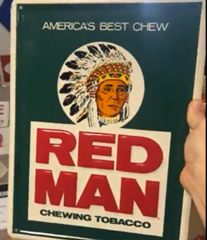 AMERICA'S BEST CHEW
RED
MAN
CHEWING TOBACCO